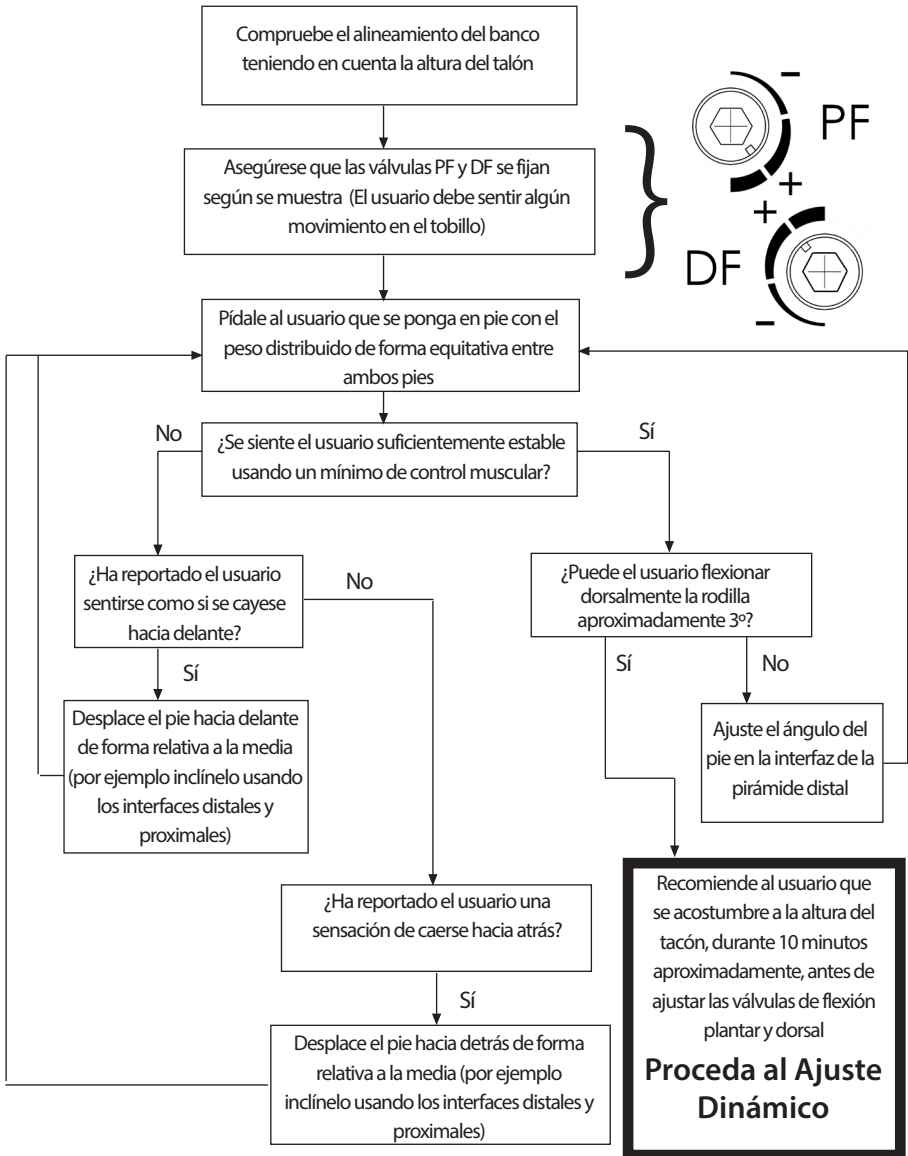 Compruebe el alineamiento del banco
teniendo en cuenta la altura del talón
Asegúrese que las válvulas PF y DF se fijan
según se muestra (El usuario debe sentir algún
movimiento en el tobillo)
-
PF
+
+
DF
-
Pídale al usuario que se ponga en pie con el
peso distribuido de forma equitativa entre
ambos pies
No
¿Se siente el usuario suficientemente estable
usando un mínimo de control muscular?
Sí
¿Ha reportado el usuario
sentirse como si se cayese
hacia delante?
No
Sí
Desplace el pie hacia delante
de forma relativa a la media
(por ejemplo inclínelo usando
los interfaces distales y
proximales)
¿Puede el usuario flexionar
dorsalmente la rodilla
aproximadamente 3º?
Sí
No
Ajuste el ángulo del
pie en la interfaz de la
pirámide distal
¿Ha reportado el usuario una
sensación de caerse hacia atrás?
Sí
Desplace el pie hacia detrás de forma
relativa a la media (por ejemplo
inclínelo usando los interfaces distales y
proximales)
Recomiende al usuario que
se acostumbre a la altura del
tacón, durante 10 minutos
aproximadamente, antes de
ajustar las válvulas de flexión
plantar y dorsal
Proceda al Ajuste
Dinámico